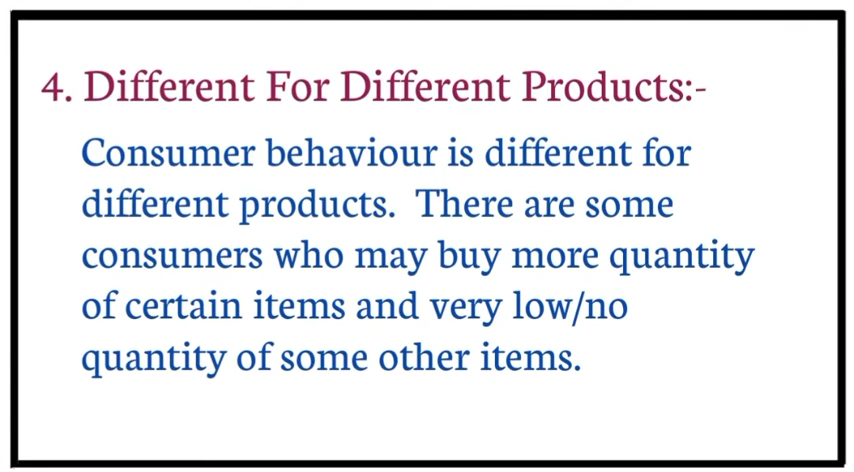 4. Different For Different Products:-
Consumer behaviour is different for
different products.  There are some
consumers who may buy more quantity
of certain items and very low/no
quantity of some other items.